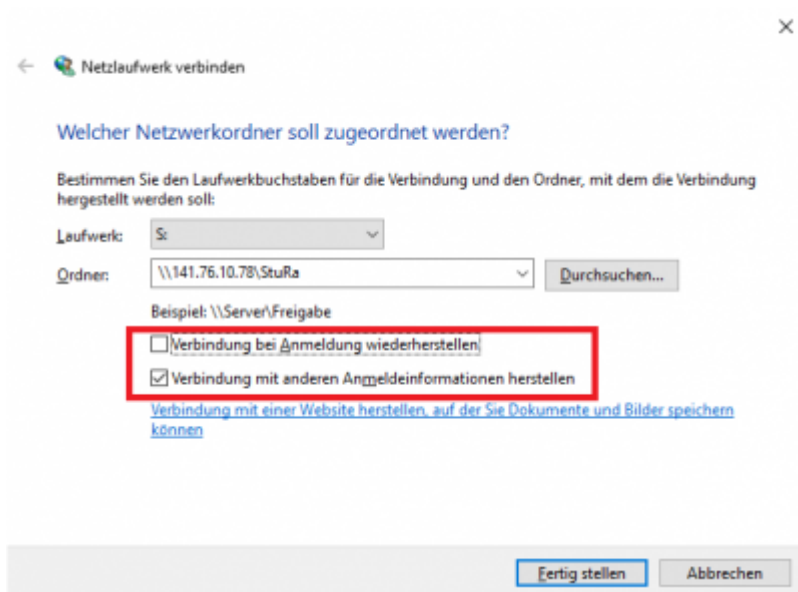 Netzlaufwerk verbinden
Welcher Netzwerkordner soll zugeordnet werden?
Bestimmen Sie den Laufwerkbuchstaben für die Verbindung und den Ordner, mit dem die Verbindung
hergestellt werden soll:
Laufwerk: S:
Ordner: \\141.76.10.78\StuRa Durchsuchen...
Beispiel: \\Server\Freigabe
Verbindung bei Anmeldung wiederherstellen
Verbindung mit anderen Anmeldeinformationen herstellen
Verbindung mit einer Website herstellen, auf der Sie Dokumente und Bilder speichern
können
Fertig stellen Abbrechen